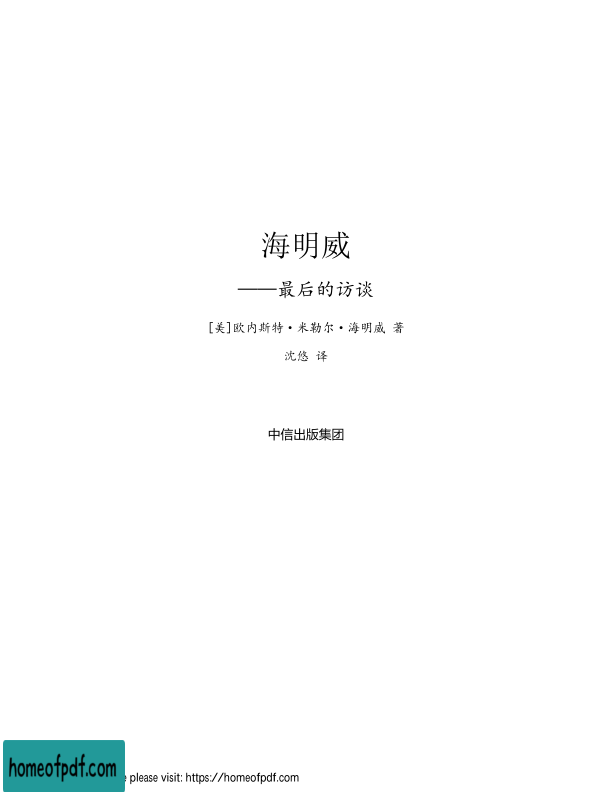 海明威
——最后的访谈
[美]欧内斯特·米勒尔·海明威 著
沈悠 译
中信出版集团
homeofpdf.com
please visit: https://homeofpdf.com